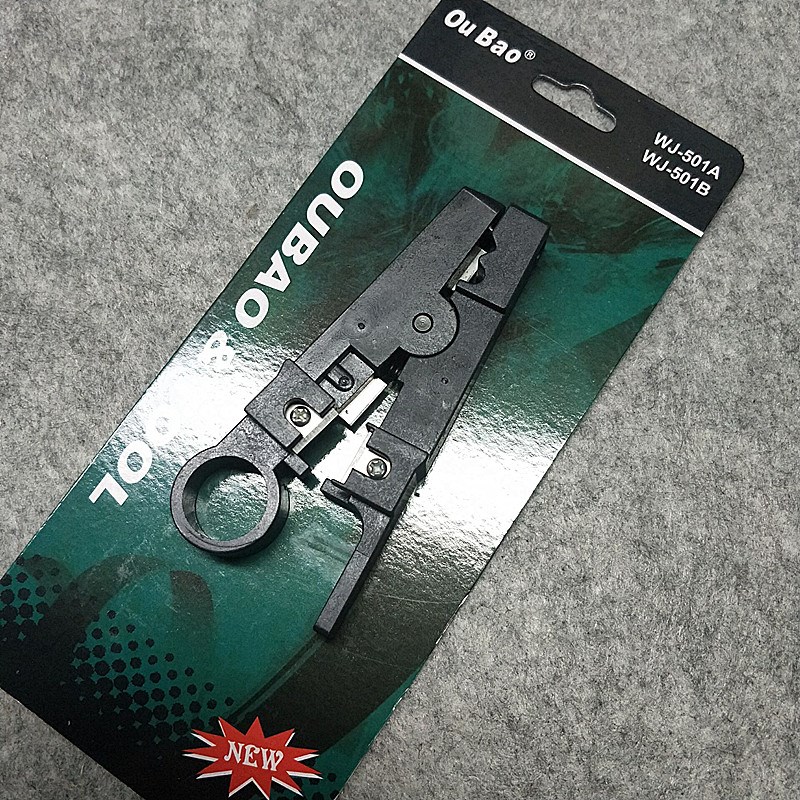 Ou Bao®
WJ-501A
WJ-501B
OUBAO & TOOL
NEW